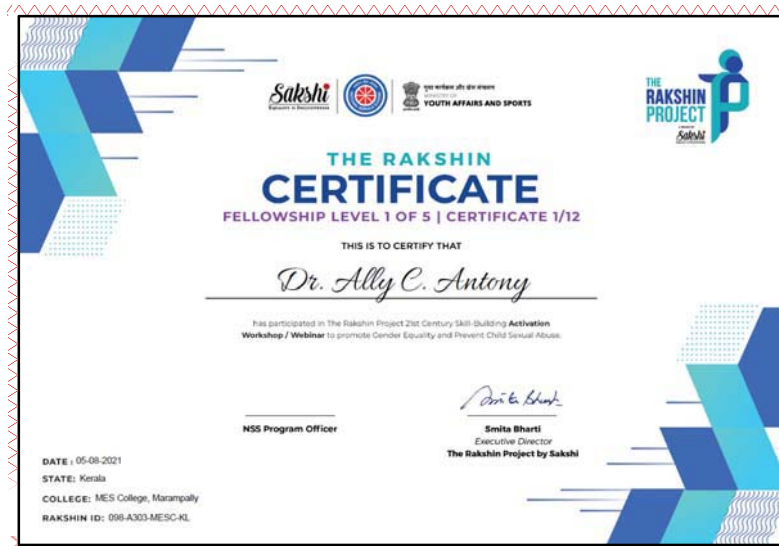 Sakshi
युवा कार्यक्रम और खेल मंत्रालय
MINISTRY OF
YOUTH AFFAIRS AND SPORTS
THE
RAKSHIN
PROJECT
Sakshi
THE RAKSHIN
CERTIFICATE
FELLOWSHIP LEVEL 1 OF 5 | CERTIFICATE 1/12
THIS IS TO CERTIFY THAT
Dr. Ally C. Antony
has participated in The Rakshin Project 21st Century Skill-Building Activation
Workshop / Webinar to promote Gender Equality and Prevent Child Sexual Abuse.
Smita Bharti
NSS Program Officer
Smita Bharti
Executive Director
The Rakshin Project by Sakshi
DATE : 05-08-2021
STATE: Kerala
COLLEGE: MES College, Marampally
RAKSHIN ID: 098-A303-MESC-KL